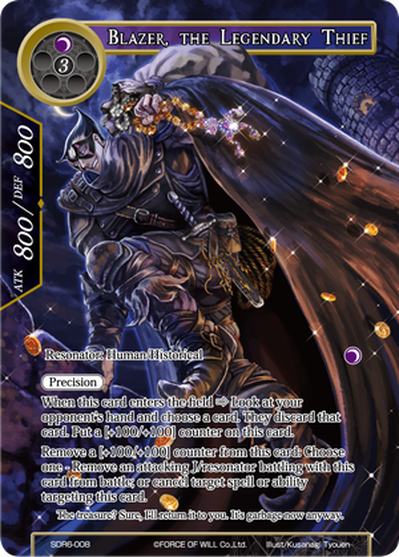 Blazer, the Legendary Thief
3
ATK 800 / DEF 800
Resonator: Human/Historical
Precision
When this card enters the field ⇨ Look at your
opponent's hand and choose a card. They discard that
card. Put a [+100/+100] counter on this card.
Remove a [+100/+100] counter from this card: Choose
one - Remove an attacking J/resonator battling with this
card from battle; or cancel target spell or ability
targeting this card.
The treasure? Sure, I'll return it to you. It's garbage now anyway.
SDR6-008
©FORCE OF WILL Co.,Ltd.
Illust/Kusanagi Tyouen